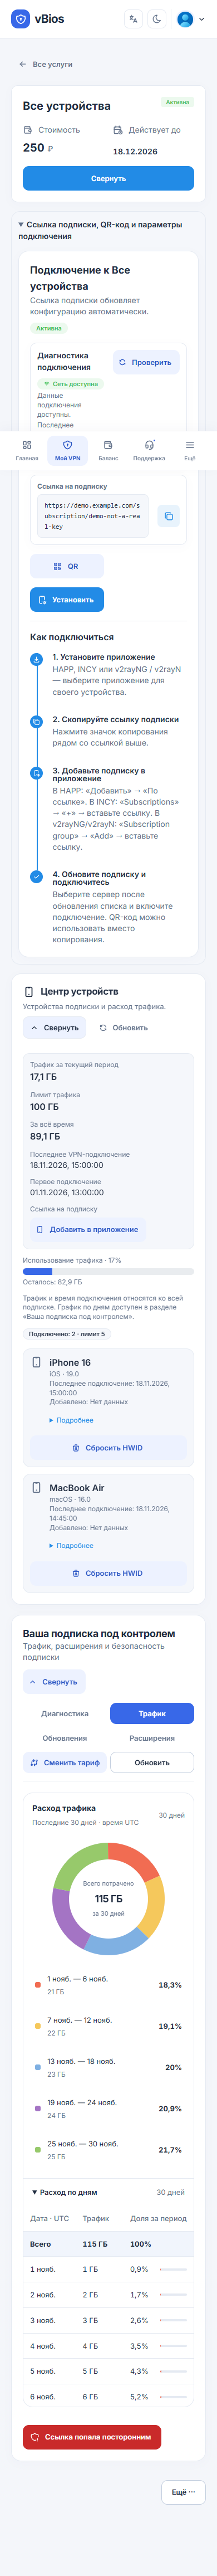 vBios
Все услуги
Все устройства
Активна
Стоимость
Действует до
250 ₽
18.12.2026
Свернуть
▼ Ссылка подписки, QR-код и параметры
подключения
Подключение к Все
устройства
Ссылка подписки обновляет
конфигурацию автоматически.
Активна
Диагностика
подключения
Проверить
Сеть доступна
Данные
подключения
доступны.
Последнее
Главная
Мой VPN
Баланс
Поддержка
Ещё
Ссылка на подписку
https://demo.example.com/s
ubscription/demo-not-a-rea
l-key
QR
Установить
Как подключиться
1. Установите приложение
HAPP, INCY или v2rayNG / v2rayN
— выберите приложение для
своего устройства.
2. Скопируйте ссылку подписки
Нажмите значок копирования
рядом со ссылкой выше.
3. Добавьте подписку в
приложение
В HAPP: «Добавить» → «По
ссылке». В INCY: «Subscriptions»
→ «+» → вставьте ссылку. В
v2rayNG/v2rayN: «Subscription
group» → «Add» → вставьте
ссылку.
4. Обновите подписку и
подключитесь
Выберите сервер после
обновления списка и включите
подключение. QR-код можно
использовать вместо
копирования.
Центр устройств
Устройства подписки и расход трафика.
Свернуть
Обновить
Трафик за текущий период
17,1 ГБ
Лимит трафика
100 ГБ
За всё время
89,1 ГБ
Последнее VPN-подключение
18.11.2026, 15:00:00
Первое подключение
01.11.2026, 13:00:00
Ссылка на подписку
Добавить в приложение
Использование трафика · 17%
Осталось: 82,9 ГБ
Трафик и время подключения относятся ко всей
подписке. График по дням доступен в разделе
«Ваша подписка под контролем».
Подключено: 2 · лимит 5
iPhone 16
iOS · 19.0
Последнее подключение: 18.11.2026,
15:00:00
Добавлено: Нет данных
▶ Подробнее
Сбросить HWID
MacBook Air
macOS · 16.0
Последнее подключение: 18.11.2026,
14:45:00
Добавлено: Нет данных
▶ Подробнее
Сбросить HWID
Ваша подписка под контролем
Трафик, расширения и безопасность
подписки
Свернуть
Диагностика
Трафик
Обновления
Расширения
Сменить тариф
Обновить
Расход трафика
30 дней
Последние 30 дней · время UTC
Всего потрачено
115 ГБ
за 30 дней
1 нояб. — 6 нояб.
18,3%
21 ГБ
7 нояб. — 12 нояб.
19,1%
22 ГБ
13 нояб. — 18 нояб.
20%
23 ГБ
19 нояб. — 24 нояб.
20,9%
24 ГБ
25 нояб. — 30 нояб.
21,7%
25 ГБ
▼ Расход по дням
30 дней
Дата · UTC Трафик Доля за период
Всего 115 ГБ 100%
1 нояб. 1 ГБ 0,9%
2 нояб. 2 ГБ 1,7%
3 нояб. 3 ГБ 2,6%
4 нояб. 4 ГБ 3,5%
5 нояб. 5 ГБ 4,3%
6 нояб. 6 ГБ 5,2%
Ссылка попала посторонним
Ещё ···